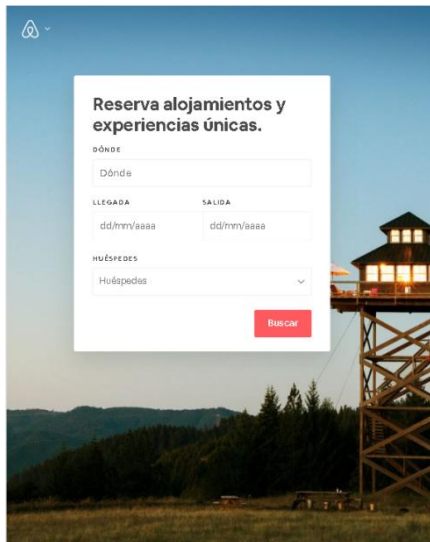 Reserva alojamientos y
experiencias únicas.
DÓNDE
Dónde
LLEGADA SALIDA
dd/mm/aaaa dd/mm/aaaa
HUÉSPEDES
Huéspedes
Buscar